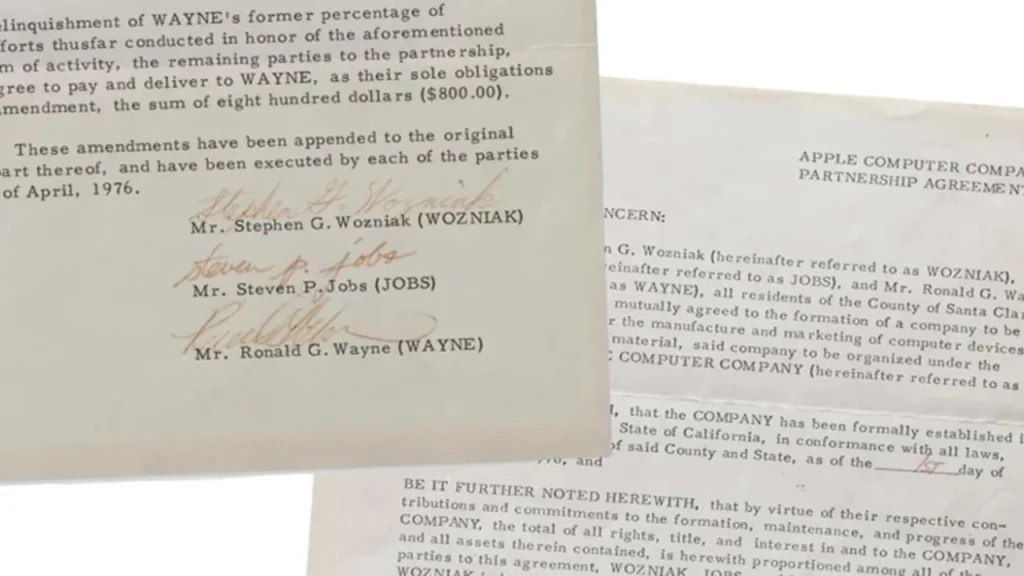 elinquishment of WAYNE's former percentage of
forts thusfar conducted in honor of the aforementioned
m of activity, the remaining parties to the partnership,
gree to pay and deliver to WAYNE, as their sole obligations
mendment, the sum of eight hundred dollars ($800.00).
These amendments have been appended to the original
art thereof, and have been executed by each of the parties
of April, 1976.
Stephen G. Wozniak
Mr. Stephen G. Wozniak (WOZNIAK)
steven p. jobs
Mr. Steven P. Jobs (JOBS)
Mr. Ronald G. Wayne (WAYNE)
APPLE COMPUTER COMPA
PARTNERSHIP AGREEMENT
NCERN:
n G. Wozniak (hereinafter referred to as WOZNIAK),
einafter referred to as JOBS), and Mr. Ronald G. Wa
as WAYNE), all residents of the County of Santa Clar
mutually agreed to the formation of a company to be
r the manufacture and marketing of computer devices
material, said company to be organized under the
COMPUTER COMPANY (hereinafter referred to as
, that the COMPANY has been formally established i
State of California, in conformance with all laws,
of said County and State, as of the 1st day of
and
BE IT FURTHER NOTED HEREWITH, that by virtue of their respective con-
tributions and commitments to the formation, maintenance, and progress of the
COMPANY, the total of all rights, title, and interest in and to the COMPANY,
and all assets therein contained, is herewith proportioned among all of the
parties to this agreement, WOZNIAK, JOBS,
WOZNIAK